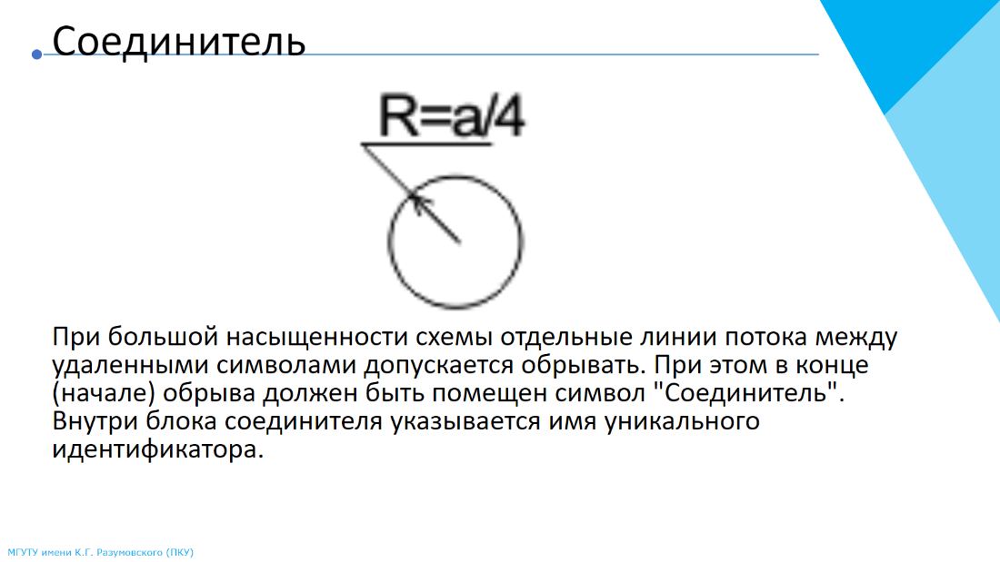 Соединитель
R=a/4
При большой насыщенности схемы отдельные линии потока между
удаленными символами допускается обрывать. При этом в конце
(начале) обрыва должен быть помещен символ "Соединитель".
Внутри блока соединителя указывается имя уникального
идентификатора.
МГУТУ имени К.Г. Разумовского (ПКУ)